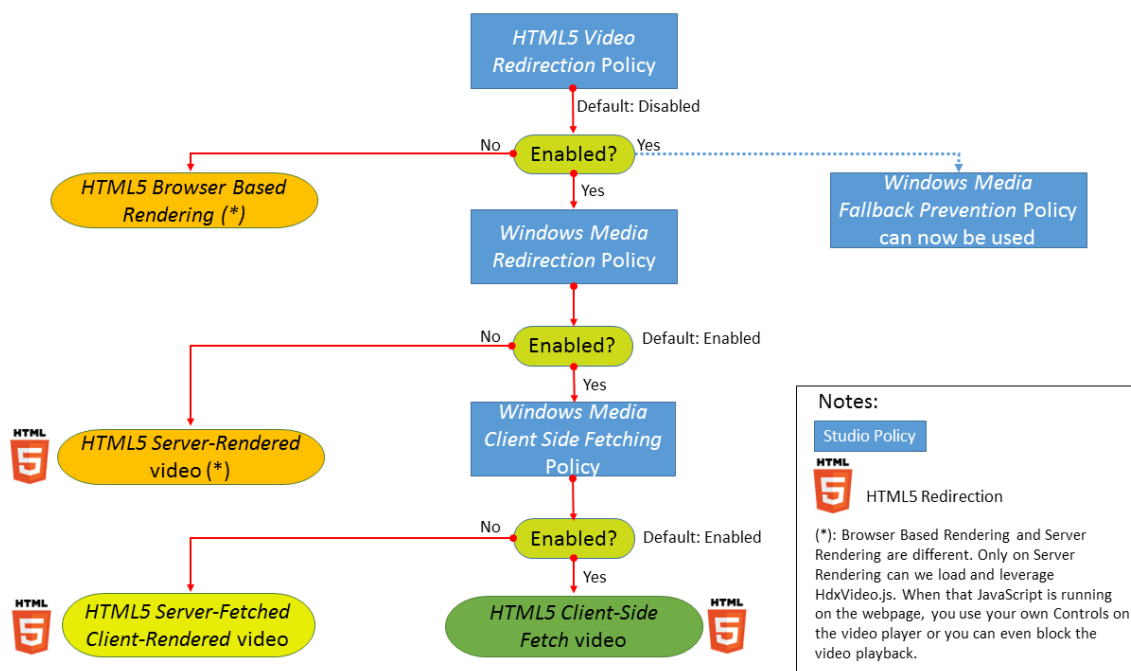 HTML5 Video
Redirection Policy
Default: Disabled
No
Enabled?
Yes
HTML5 Browser Based
Rendering (*)
Yes
Windows Media
Fallback Prevention Policy
can now be used
Windows Media
Redirection Policy
No
Enabled?
Default: Enabled
Yes
HTML
5
HTML5 Server-Rendered
video (*)
Windows Media
Client Side Fetching
Policy
No
Enabled?
Default: Enabled
Yes
HTML
5
HTML5 Server-Fetched
Client-Rendered video
HTML5 Client-Side
Fetch video
HTML
5
Notes:
Studio Policy
HTML
5
HTML5 Redirection
(*): Browser Based Rendering and Server
Rendering are different. Only on Server
Rendering can we load and leverage
HdxVideo.js. When that JavaScript is running
on the webpage, you use your own Controls on
the video player or you can even block the
video playback.